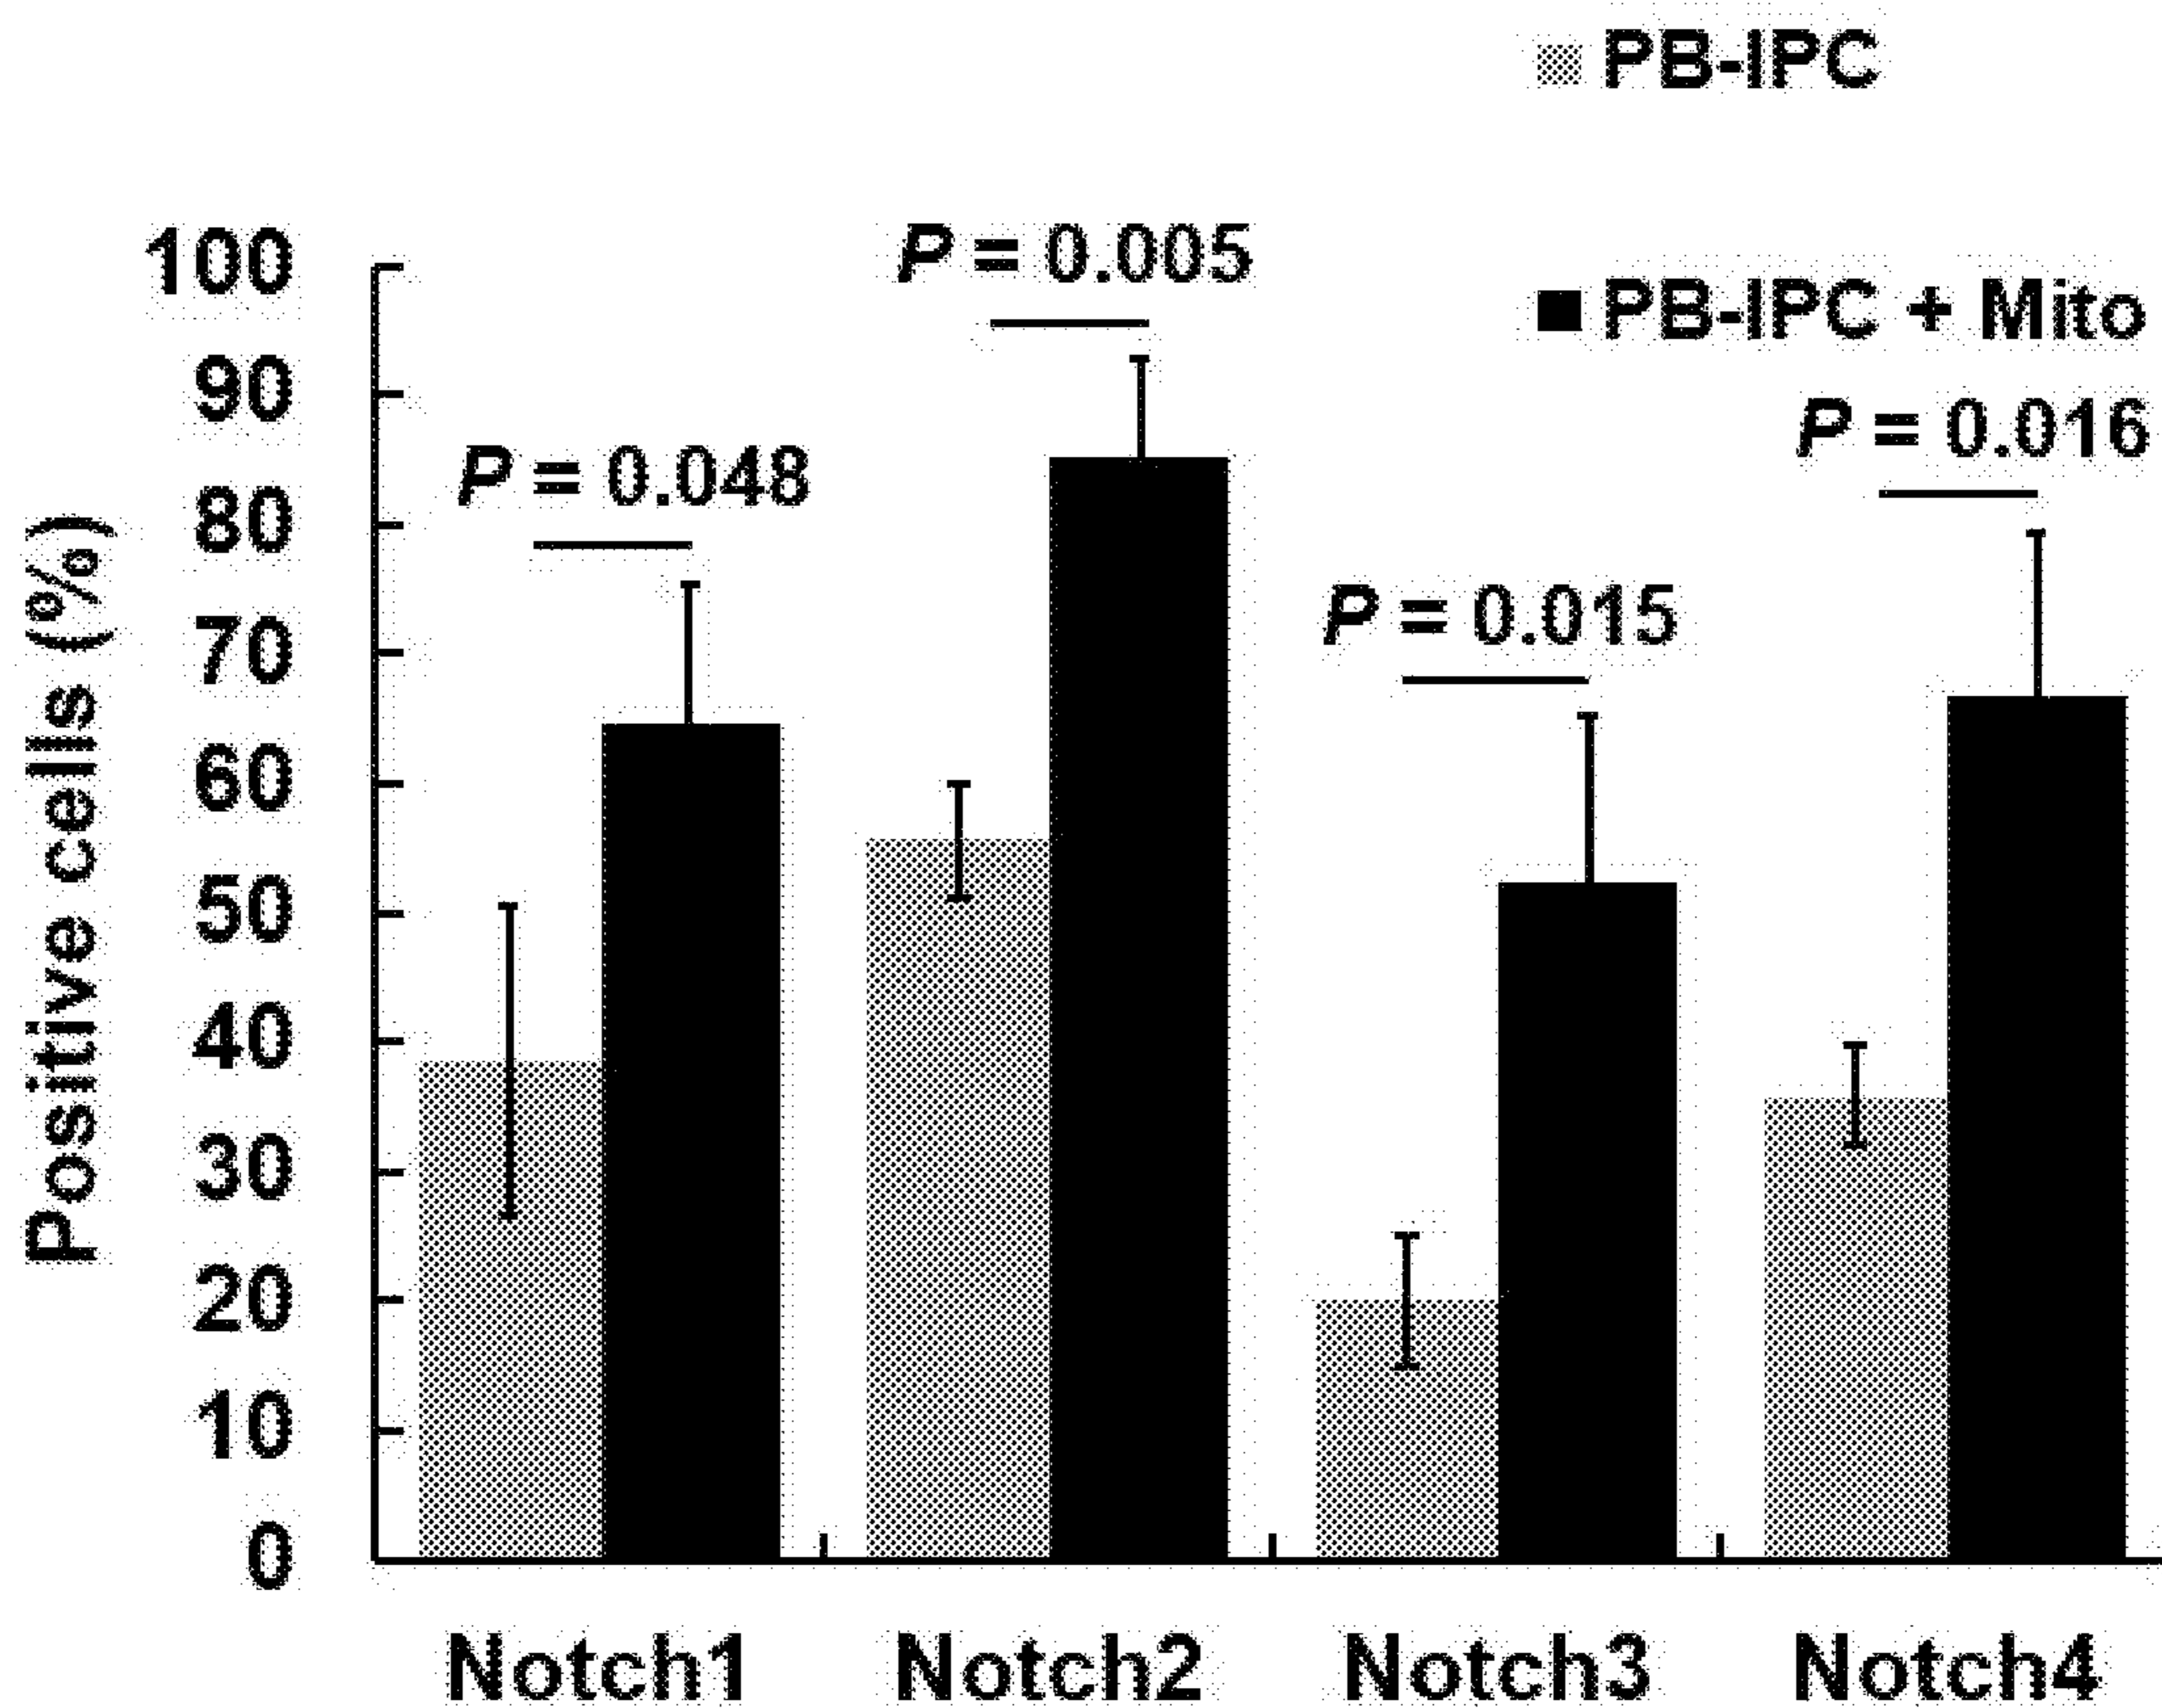 PB-IPC
PB-IPC + Mito
P = 0.048
P = 0.005
P = 0.015
P = 0.016
Positive cells (%)
100
90
80
70
60
50
40
30
20
10
0
Notch1 Notch2 Notch3 Notch4